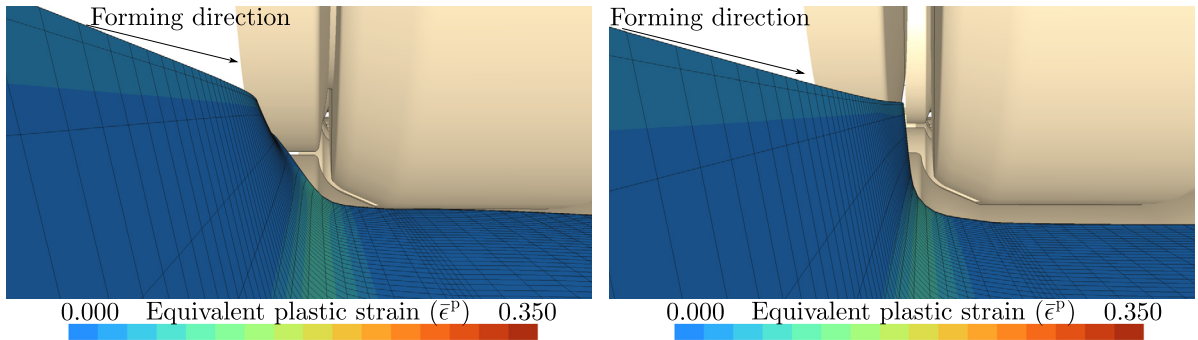 Forming direction
Forming direction
0.000 Equivalent plastic strain (ε̄ᵖ) 0.350
0.000 Equivalent plastic strain (ε̄ᵖ) 0.350